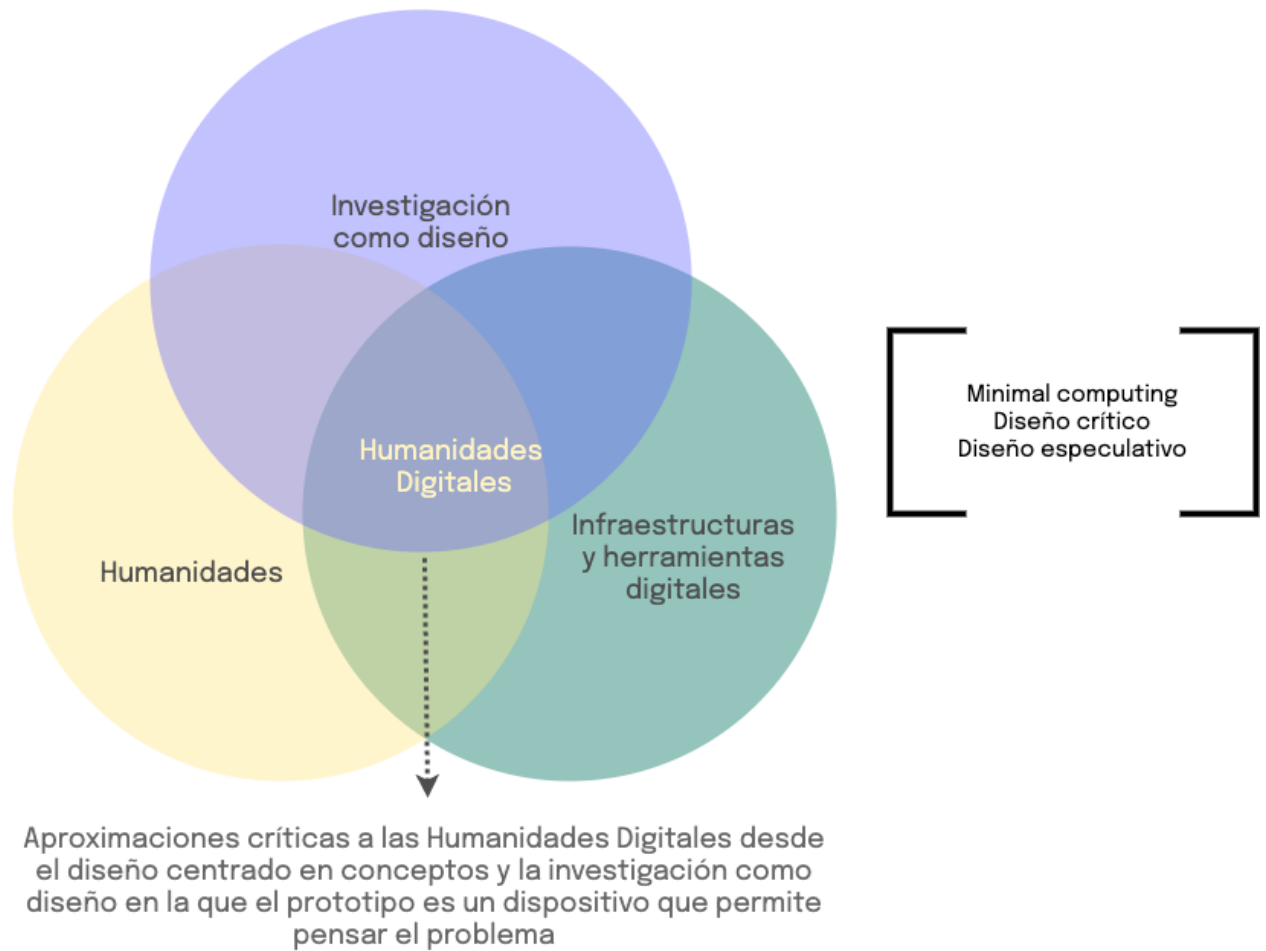 Investigación
como diseño
Humanidades
Digitales
Infraestructuras
y herramientas
digitales
Humanidades
Minimal computing
Diseño crítico
Diseño especulativo
Aproximaciones críticas a las Humanidades Digitales desde
el diseño centrado en conceptos y la investigación como
diseño en la que el prototipo es un dispositivo que permite
pensar el problema